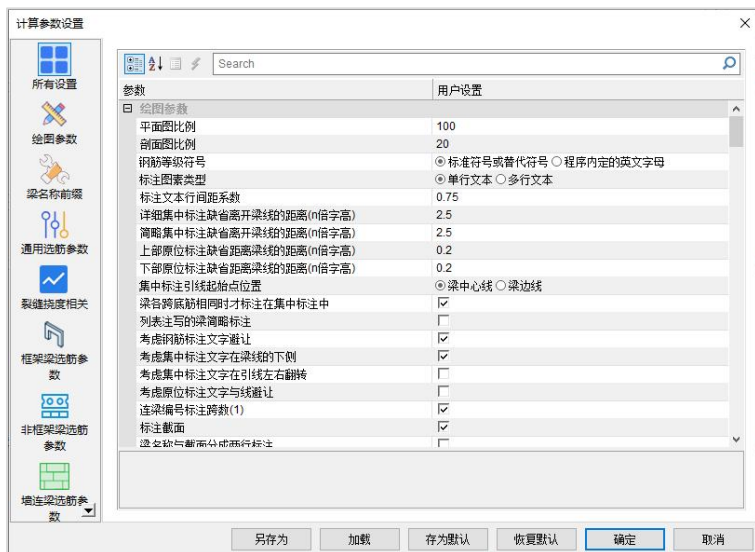 计算参数设置
所有设置
绘图参数
梁名称前缀
通用选筋参数
裂缝挠度相关
框架梁选筋参
数
非框架梁选筋
参数
墙连梁选筋参
数
Search
参数 用户设置
绘图参数
平面图比例 100
剖面图比例 20
钢筋等级符号 标准符号或替代符号 程序内定的英文字母
标注图素类型 单行文本 多行文本
标注文本行间距系数 0.75
详细集中标注缺省离开梁线的距离(n倍字高) 2.5
简略集中标注缺省离开梁线的距离(n倍字高) 2.5
上部原位标注缺省距离梁线的距离(n倍字高) 0.2
下部原位标注缺省距离梁线的距离(n倍字高) 0.2
集中标注引线起始点位置 梁中心线 梁边线
梁各跨底筋相同时才标注在集中标注中
列表注写的梁简略标注
考虑钢筋标注文字避让
考虑集中标注文字在梁线的下侧
考虑集中标注文字在引线左右翻转
考虑原位标注文字与线避让
连梁编号标注跨数(1)
标注截面
梁名称与截面分成两行标注
另存为 加载 存为默认 恢复默认 确定 取消